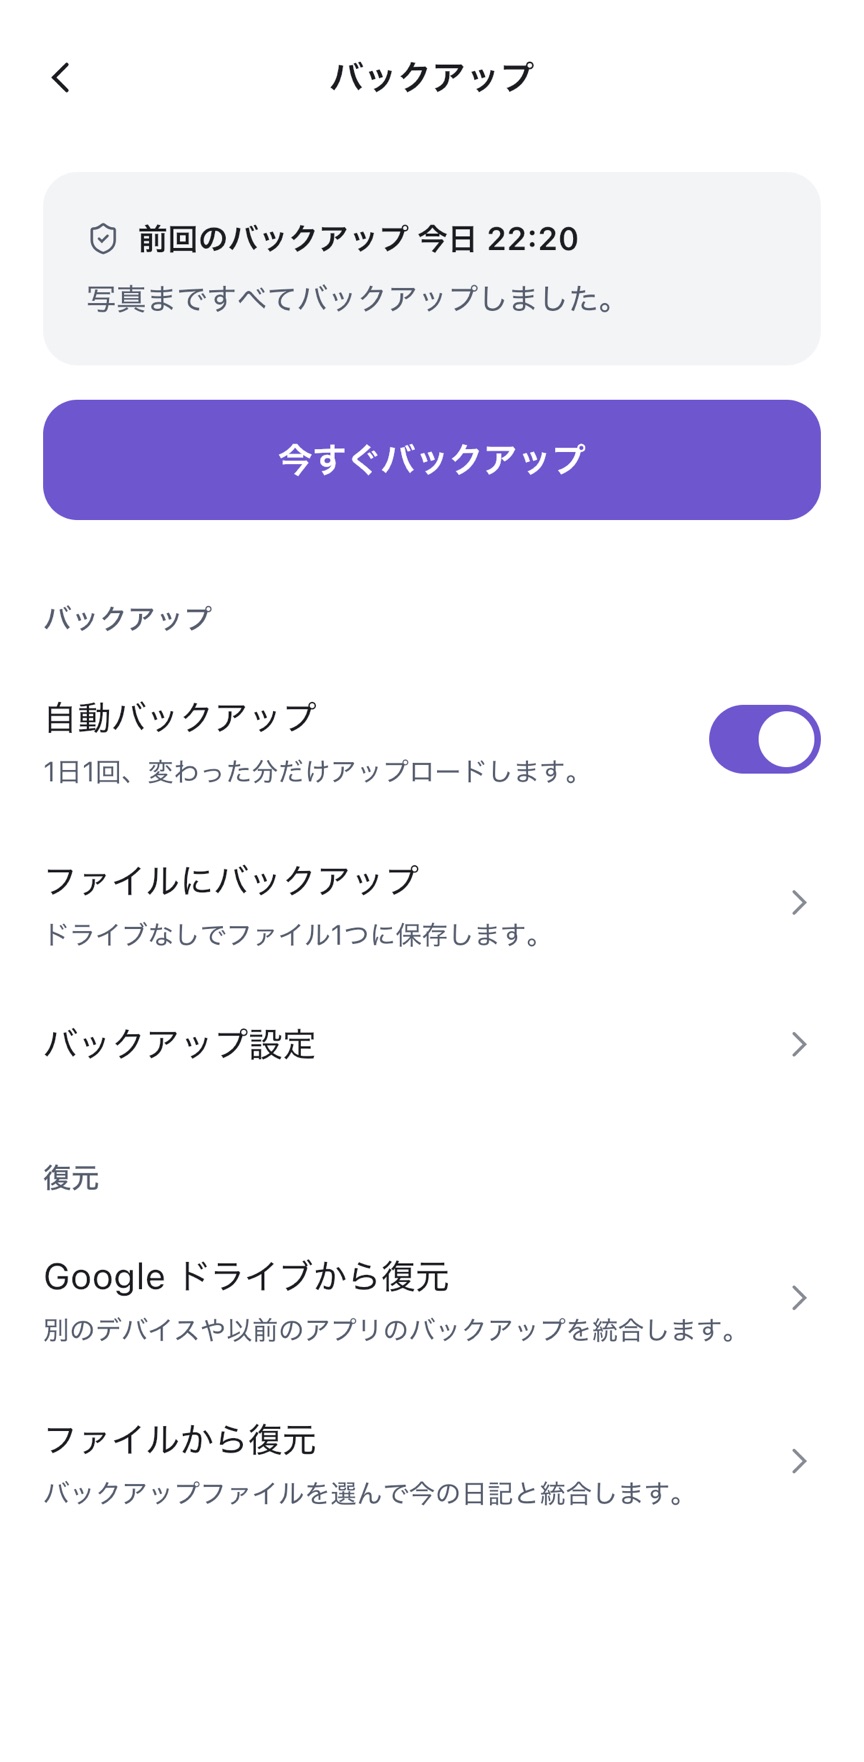 バックアップ
前回のバックアップ 今日 22:20
写真まですべてバックアップしました。
今すぐバックアップ
バックアップ
自動バックアップ
1日1回、変わった分だけアップロードします。
ファイルにバックアップ
ドライブなしでファイル1つに保存します。
バックアップ設定
復元
Google ドライブから復元
別のデバイスや以前のアプリのバックアップを統合します。
ファイルから復元
バックアップファイルを選んで今の日記と統合します。